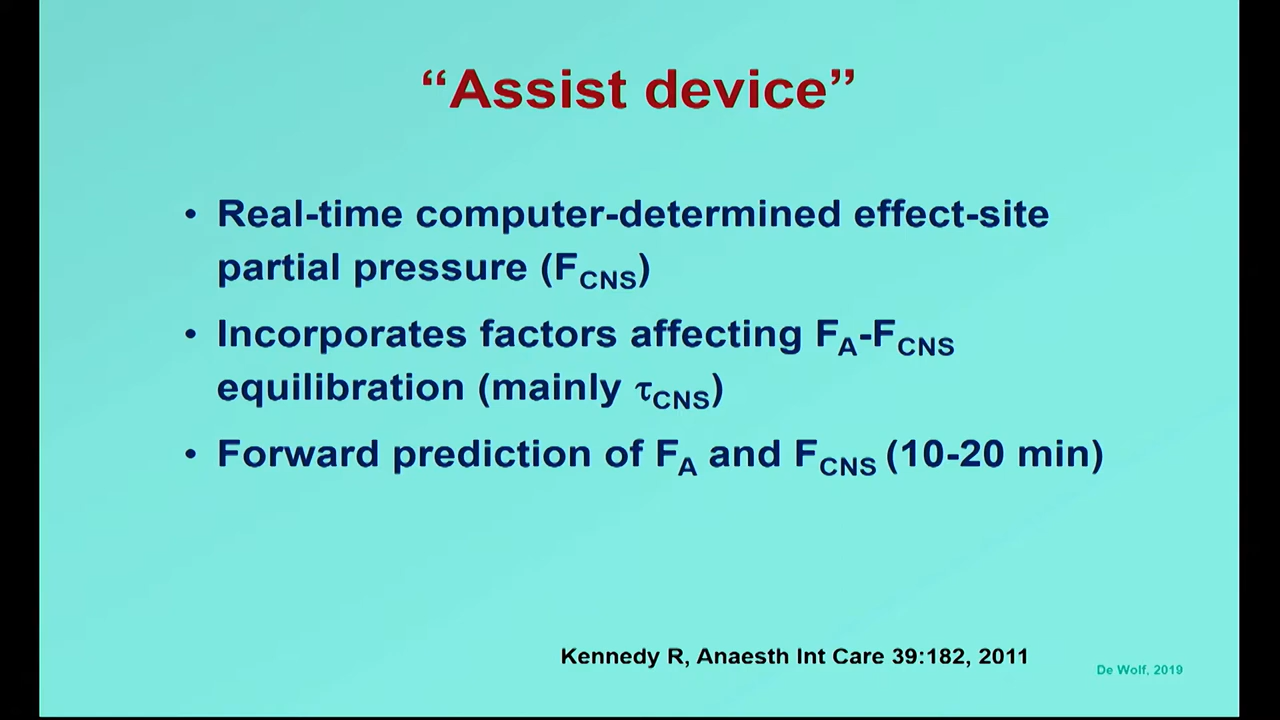 “Assist device”
• Real-time computer-determined effect-site
partial pressure (FCNS)
• Incorporates factors affecting FA-FCNS
equilibration (mainly τCNS)
• Forward prediction of FA and FCNS (10-20 min)
Kennedy R, Anaesth Int Care 39:182, 2011
De Wolf, 2019